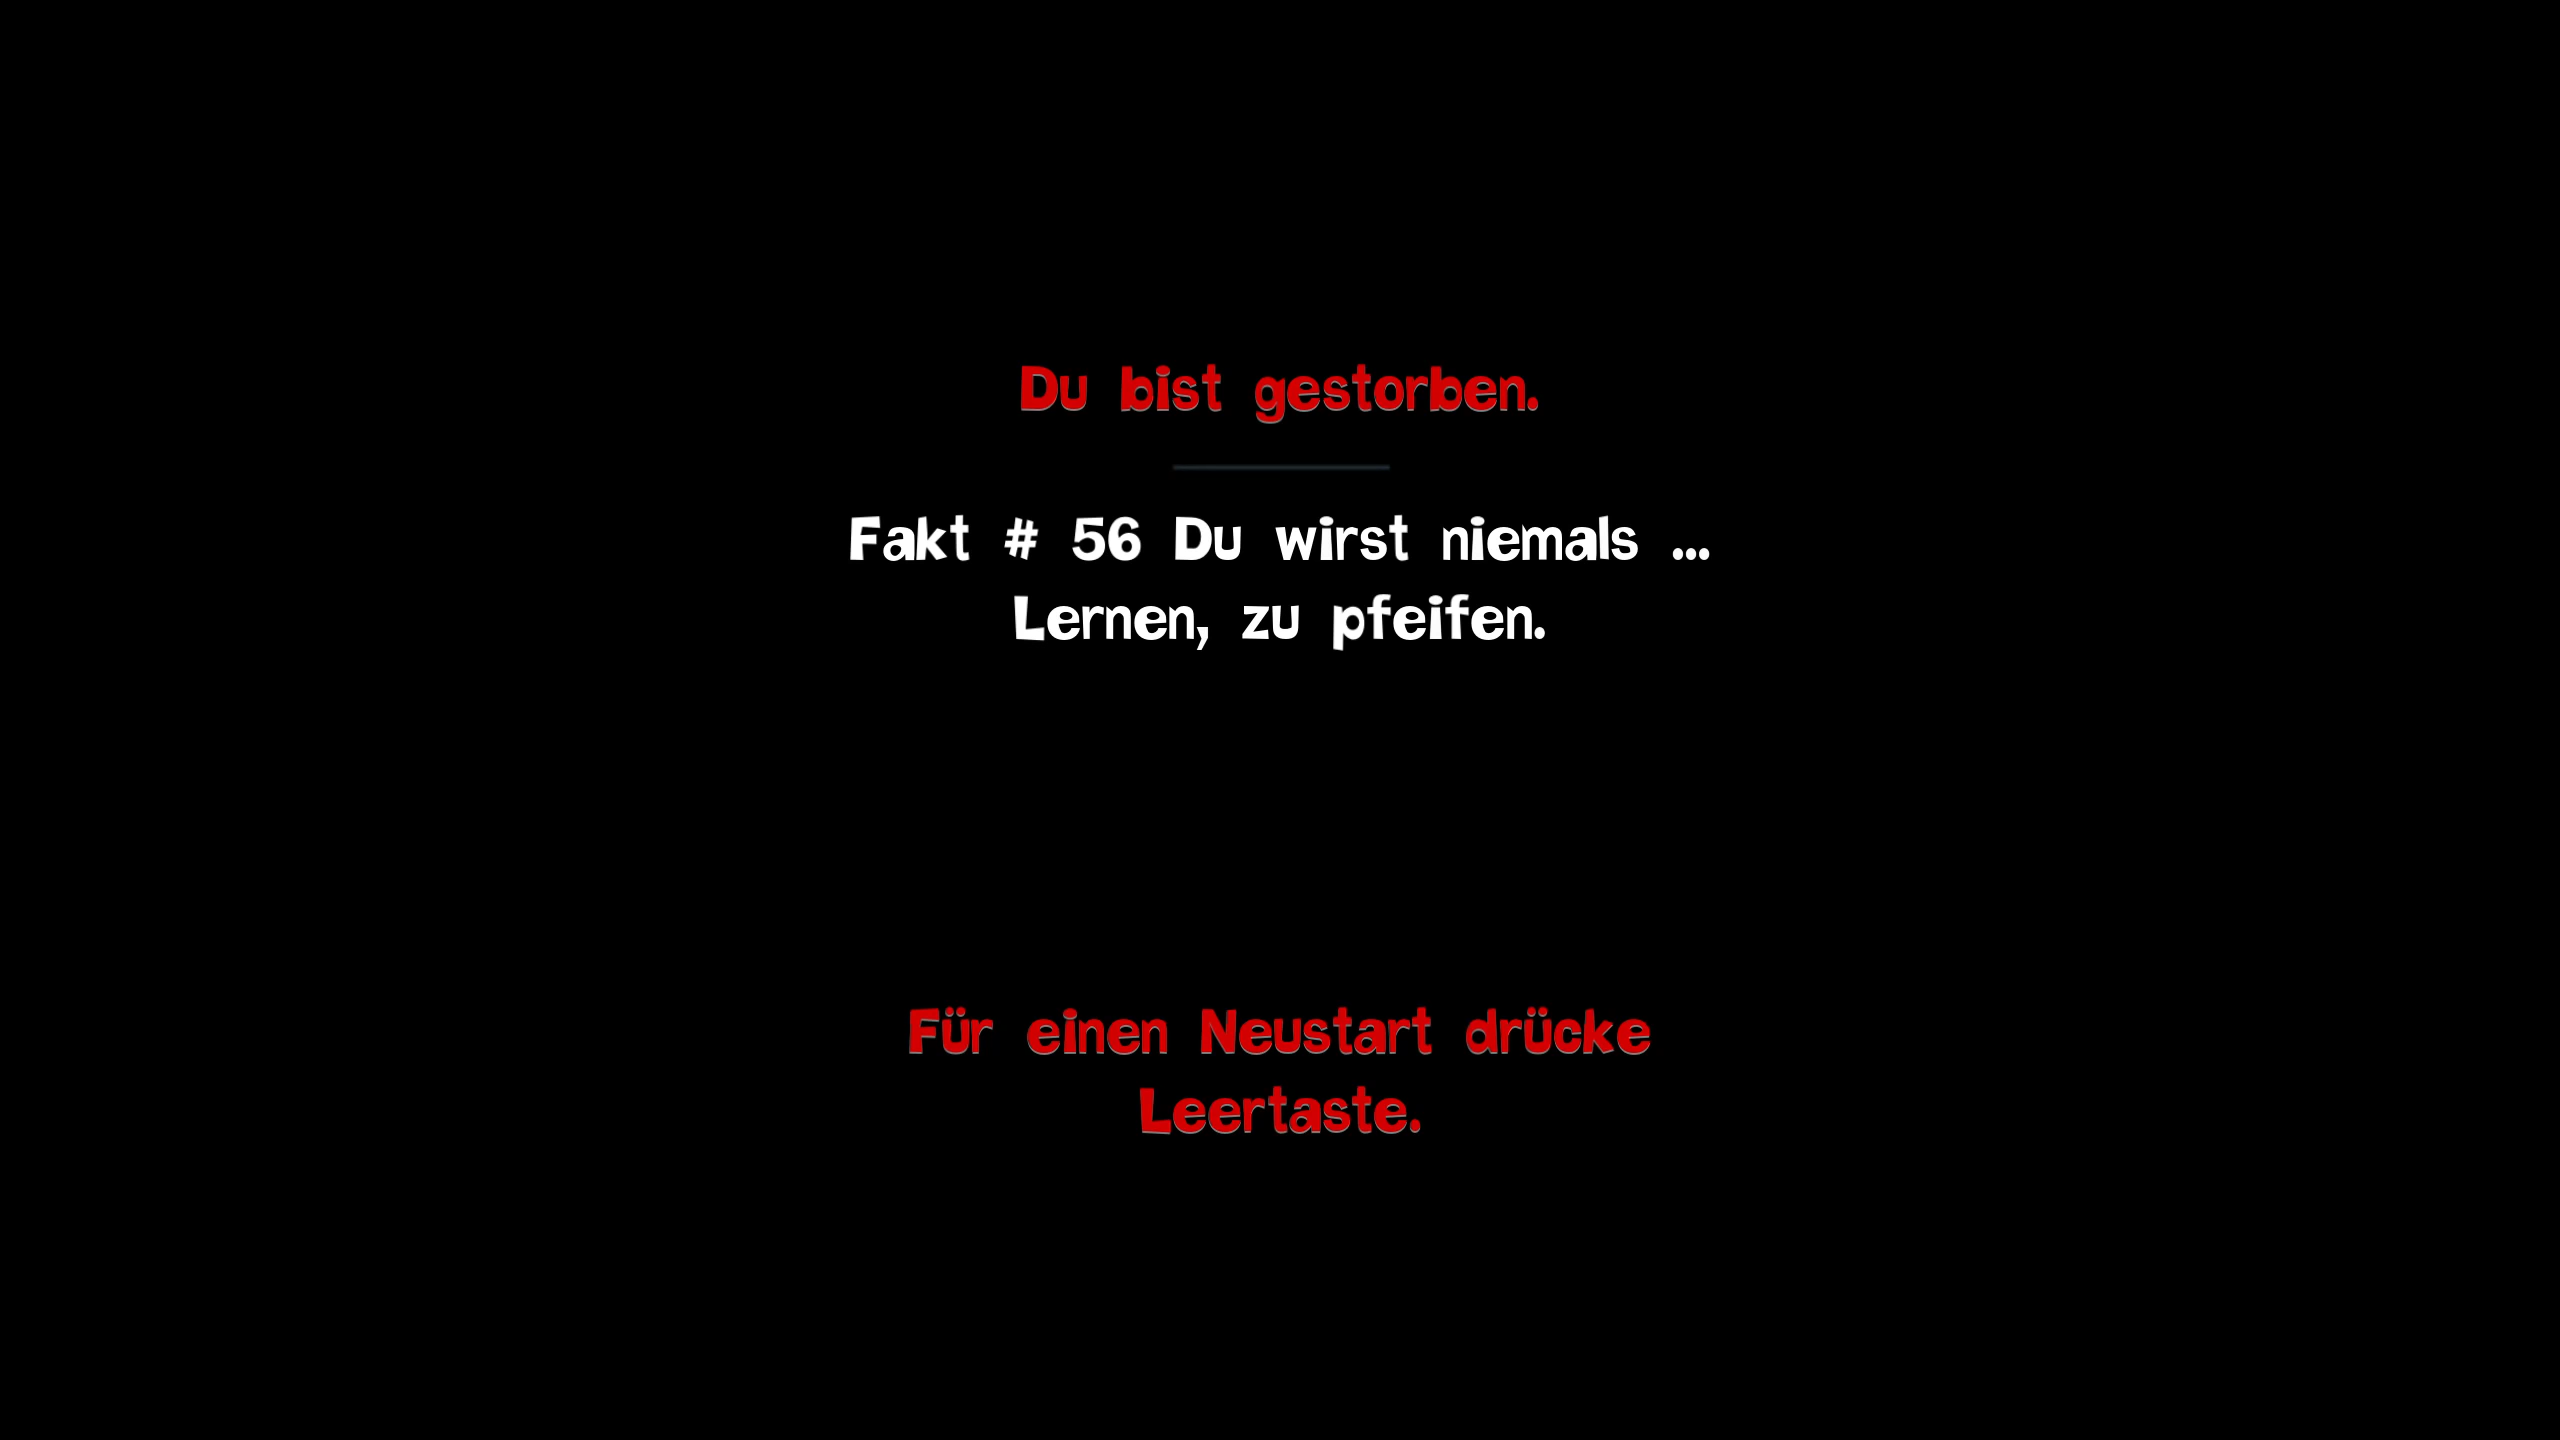 Du bist gestorben.
Fakt # 56 Du wirst niemals ...
Lernen, zu pfeifen.
Für einen Neustart drücke
Leertaste.